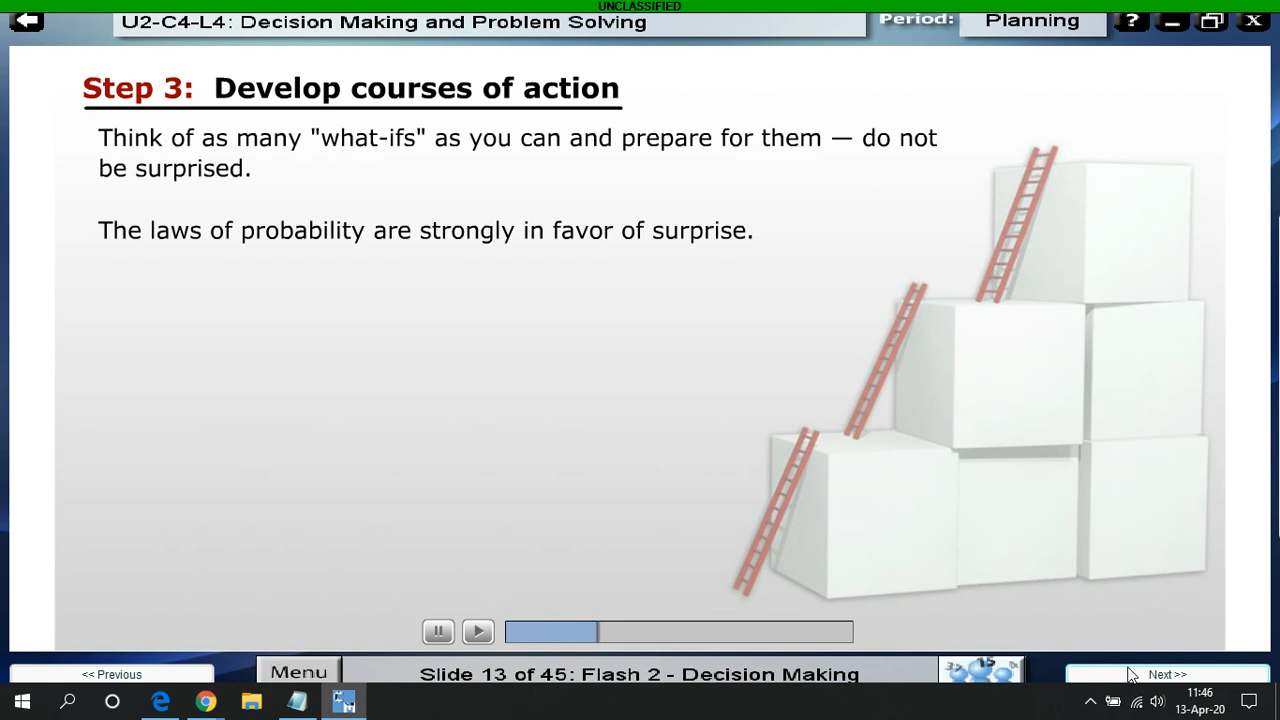 UNCLASSIFIED
U2-C4-L4: Decision Making and Problem Solving
Period:
Planning
?
X
Step 3: Develop courses of action
Think of as many "what-ifs" as you can and prepare for them — do not
be surprised.
The laws of probability are strongly in favor of surprise.
<< Previous
Menu
Slide 13 of 45: Flash 2 - Decision Making
15
Next >>
11:46
13-Apr-20